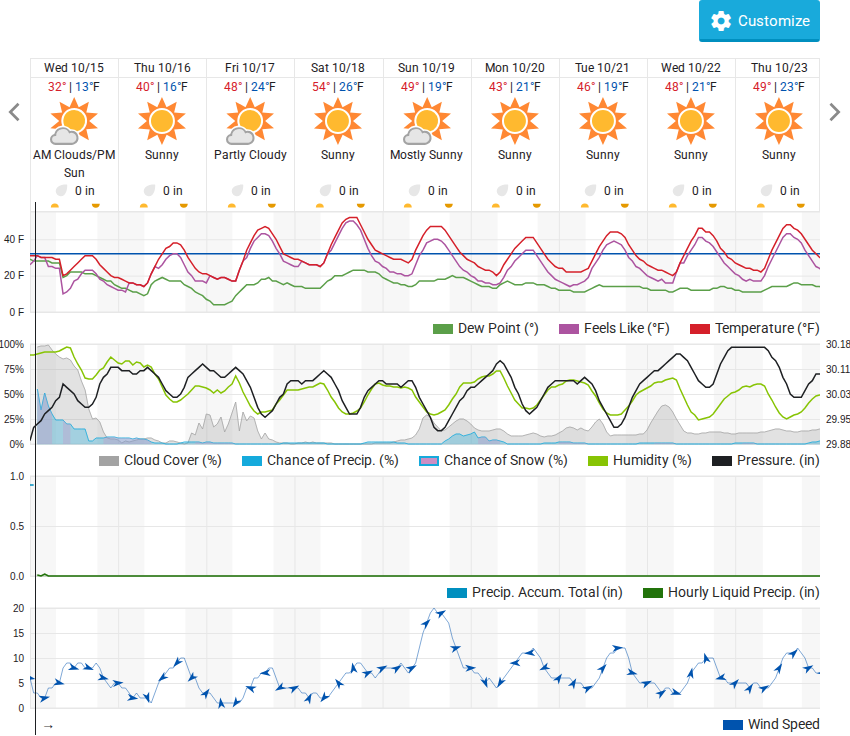 Customize
Wed 10/15 Thu 10/16 Fri 10/17 Sat 10/18 Sun 10/19 Mon 10/20 Tue 10/21 Wed 10/22 Thu 10/23
32° | 13°F 40° | 16°F 48° | 24°F 54° | 26°F 49° | 19°F 43° | 21°F 46° | 19°F 48° | 21°F 49° | 23°F
AM Clouds/PM Sunny Partly Cloudy Sunny Mostly Sunny Sunny Sunny Sunny Sunny
Sun
0 in 0 in 0 in 0 in 0 in 0 in 0 in 0 in 0 in
40 F
20 F
0 F
Dew Point (°) Feels Like (°F) Temperature (°F)
100% 30.18
75% 30.11
50% 30.03
25% 29.95
0% 29.88
Cloud Cover (%) Chance of Precip. (%) Chance of Snow (%) Humidity (%) Pressure. (in)
1.0
0.5
0.0
Precip. Accum. Total (in) Hourly Liquid Precip. (in)
20
15
10
5
0
→ Wind Speed